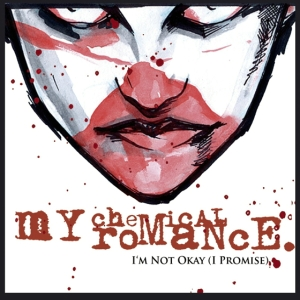 my cheMiCAL
roMaNCE.
I'm Not Okay (I Promise)